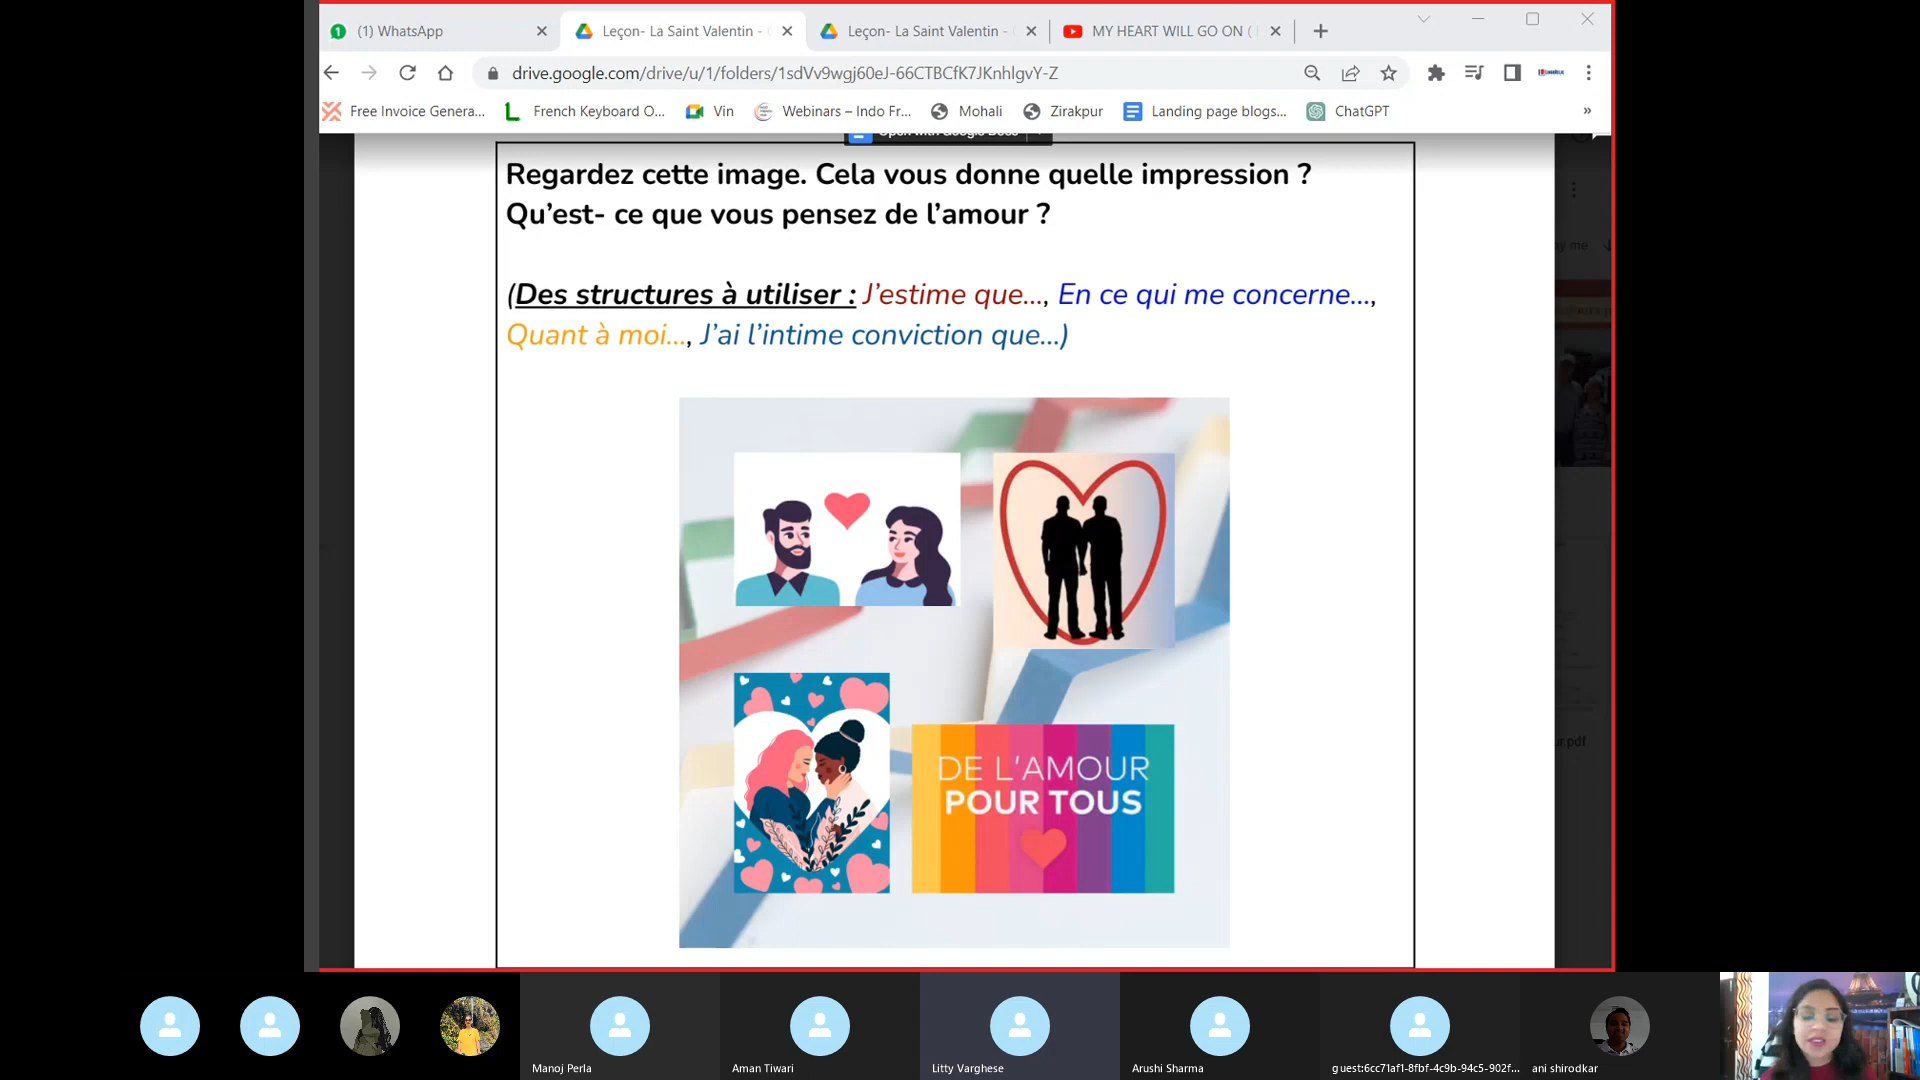 (1) WhatsApp
Leçon- La Saint Valentin -
Leçon- La Saint Valentin -
MY HEART WILL GO ON (
drive.google.com/drive/u/1/folders/1sdVv9wgj60eJ-66CTBCfK7JKnhlgvY-Z
Free Invoice Genera...
French Keyboard O...
Vin
Webinars – Indo Fr...
Mohali
Zirakpur
Landing page blogs...
ChatGPT
»
Open with Google Docs
Regardez cette image. Cela vous donne quelle impression ?
Qu'est- ce que vous pensez de l'amour ?
(Des structures à utiliser : J'estime que..., En ce qui me concerne...,
Quant à moi..., J'ai l'intime conviction que...)
DE L'AMOUR
POUR TOUS
Manoj Perla
Aman Tiwari
Litty Varghese
Arushi Sharma
guest:6cc71af1-8fbf-4c9b-94c5-902f...
ani shirodkar